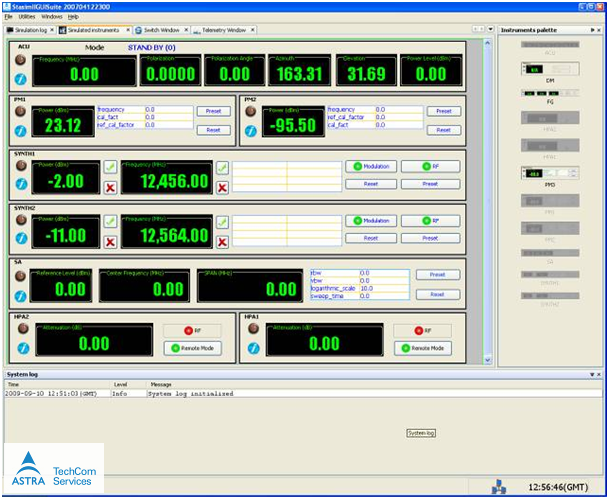 StaximIIGUISuite 200704122300
File Utilities Windows Help
Simulation log Simulated instruments Switch Window Telemetry Window Instruments palette
ACU Mode STAND BY (0)
Frequency (MHz) Polarization Polarization Angle Azimuth Elevation Power Level (dBm)
0.00 0.0000 0.00 163.31 31.69 0.00
PM1 PM2
Power (dBm) frequency 0.0 Preset Power (dBm) frequency 0.0 Preset
23.12 cal_fact 0.0 -95.50 ref_cal_factor 0.0
ref_cal_factor 0.0 Reset cal_fact 0.0 Reset
SYNTH1
Power (dBm) Frequency (MHz) Modulation RF
-2.00 12,456.00 Reset Preset
SYNTH2
Power (dBm) Frequency (MHz) Modulation RF
-11.00 12,564.00 Reset Preset
SA
Reference Level (dBm) Center Frequency (MHz) SPAN (MHz) rbw 0.0 Preset
0.00 0.00 0.00 vbw 0.0
logarithmic_scale 10.0
sweep_time 0.0 Reset
HPA2 HPA1
Attenuation (dB) RF Attenuation (dB) RF
0.00 Remote Mode 0.00 Remote Mode
ACU
DM
FG
HPA2
HPA1
PM3
PM2
SA
SYNTH1
SYNTH2
System log
Time Level Message
2009-09-10 12:51:03(GMT) Info System log initialized
System log
ASTRA TechCom
Services
12:56:46(GMT)